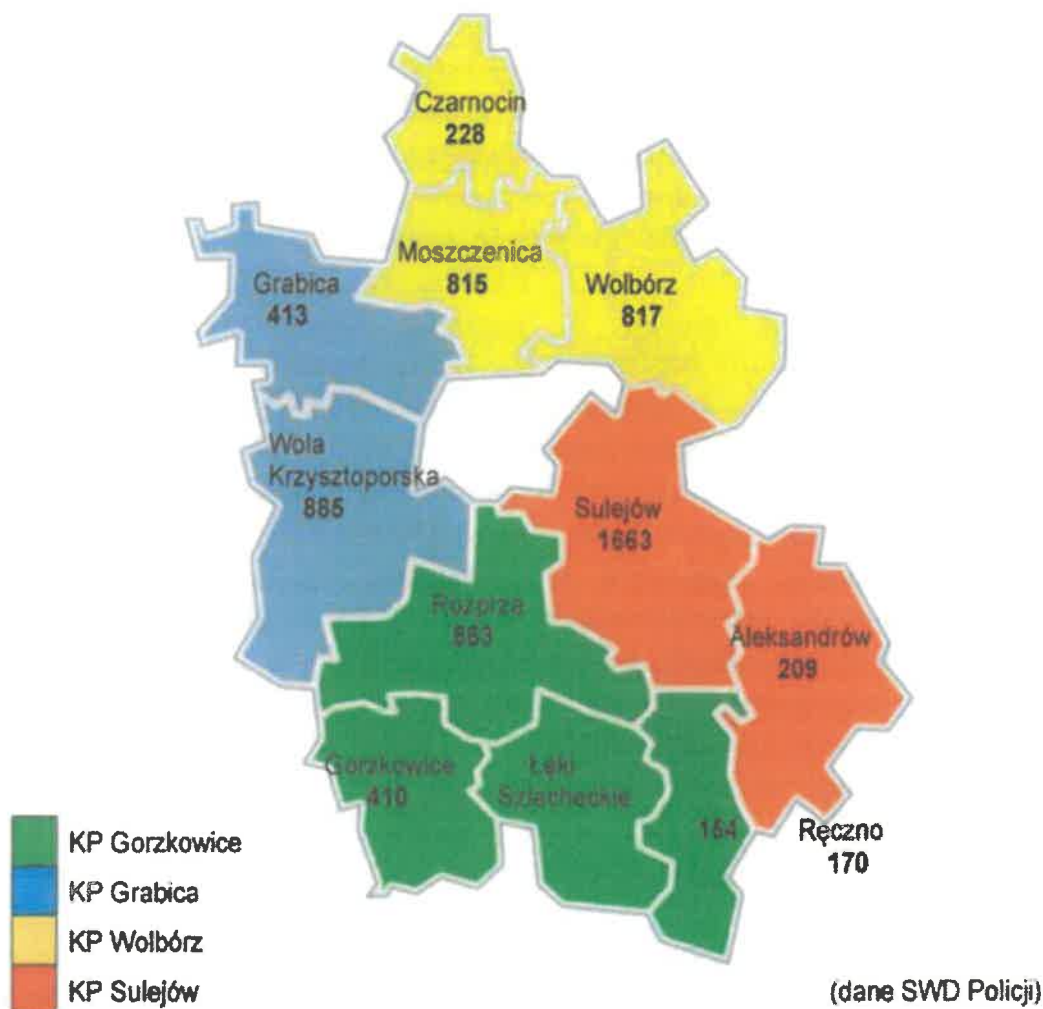 Czarnocin
228
Moszczenica
815
Wolbórz
817
Grabica
413
Wola
Krzysztoporska
885
Sulejów
1663
Rozprza
863
Aleksandrów
209
Gorzkowice
410
Łęki
Szlacheckie
154
Ręczno
170
KP Gorzkowice
KP Grabica
KP Wolbórz
KP Sulejów
(dane SWD Policji)